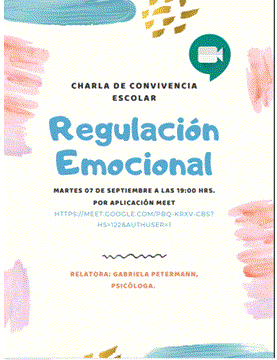 CHARLA DE CONVIVENCIA
ESCOLAR
Regulación
Emocional
MARTES 07 DE SEPTIEMBRE A LAS 19:00 HRS.
POR APLICACIÓN MEET
HTTPS://MEET.GOOGLE.COM/PBQ-KRXV-CBS?
HS=122&AUTHUSER=1
RELATORA: GABRIELA PETERMANN,
PSICÓLOGA.